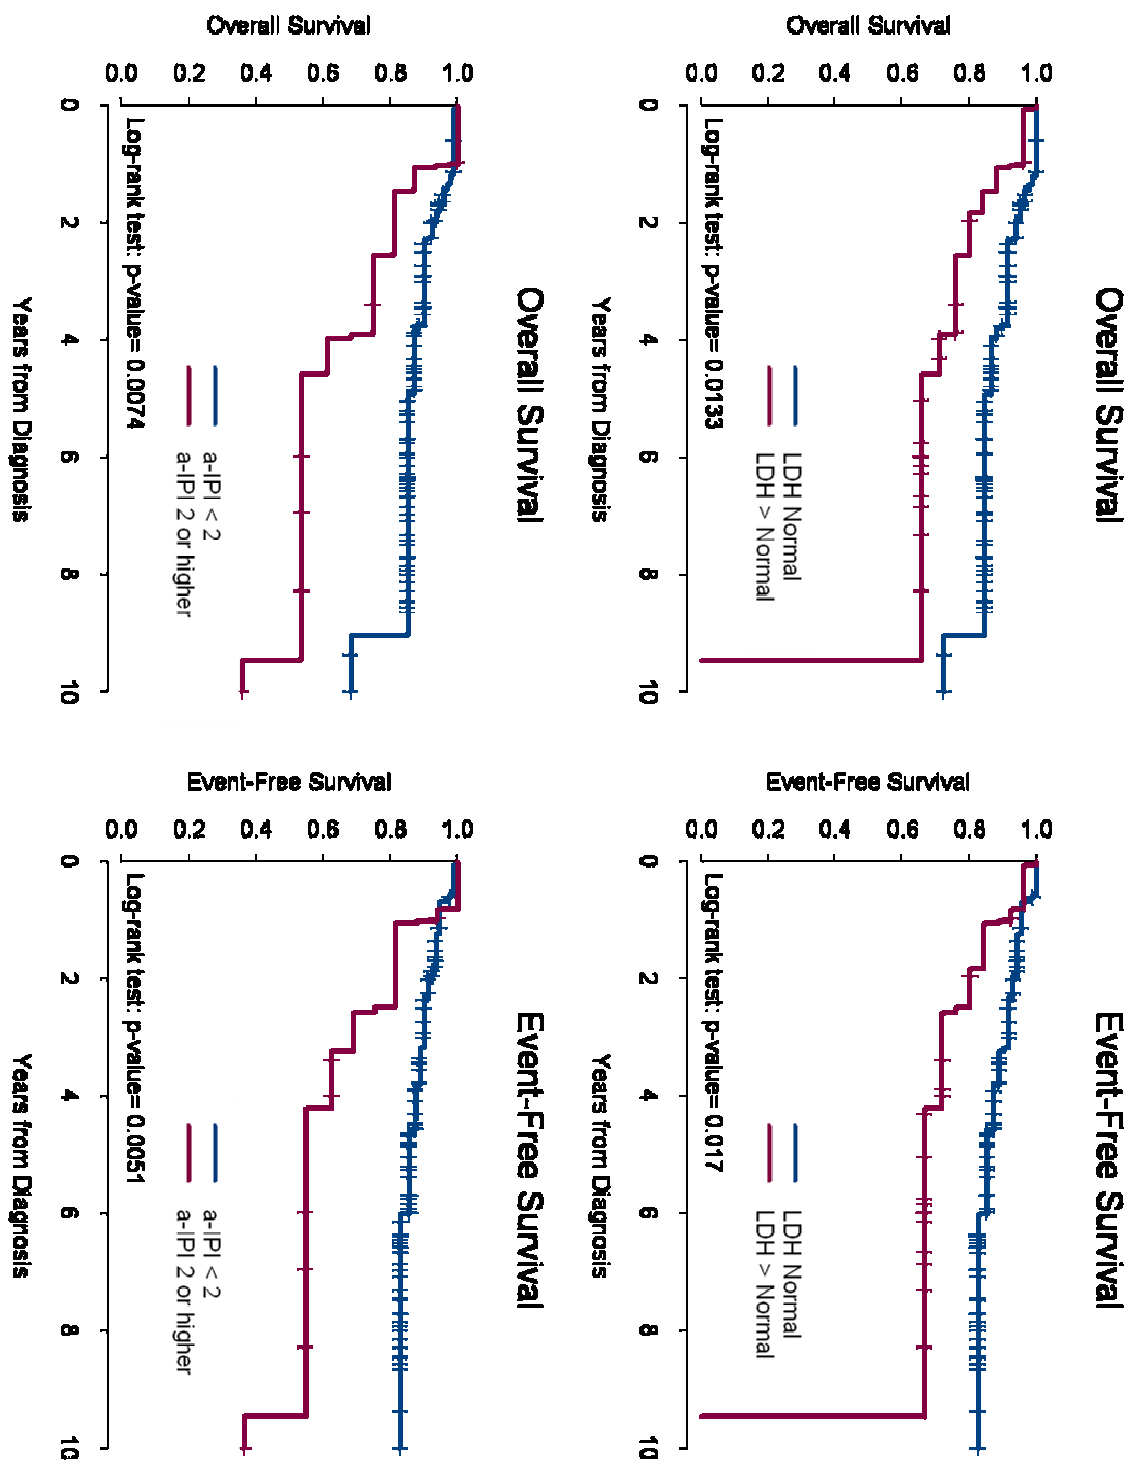 Overall Survival
Overall Survival
0.0 0.2 0.4 0.6 0.8 1.0
0 2 4 6 8 10
Years from Diagnosis
LDH Normal
LDH > Normal
Log-rank test: p-value= 0.0133
Event-Free Survival
Event-Free Survival
0.0 0.2 0.4 0.6 0.8 1.0
0 2 4 6 8 10
Years from Diagnosis
LDH Normal
LDH > Normal
Log-rank test: p-value= 0.017
Overall Survival
Overall Survival
0.0 0.2 0.4 0.6 0.8 1.0
0 2 4 6 8 10
Years from Diagnosis
a-IPI < 2
a-IPI 2 or higher
Log-rank test: p-value= 0.0074
Event-Free Survival
Event-Free Survival
0.0 0.2 0.4 0.6 0.8 1.0
0 2 4 6 8 10
Years from Diagnosis
a-IPI < 2
a-IPI 2 or higher
Log-rank test: p-value= 0.0051